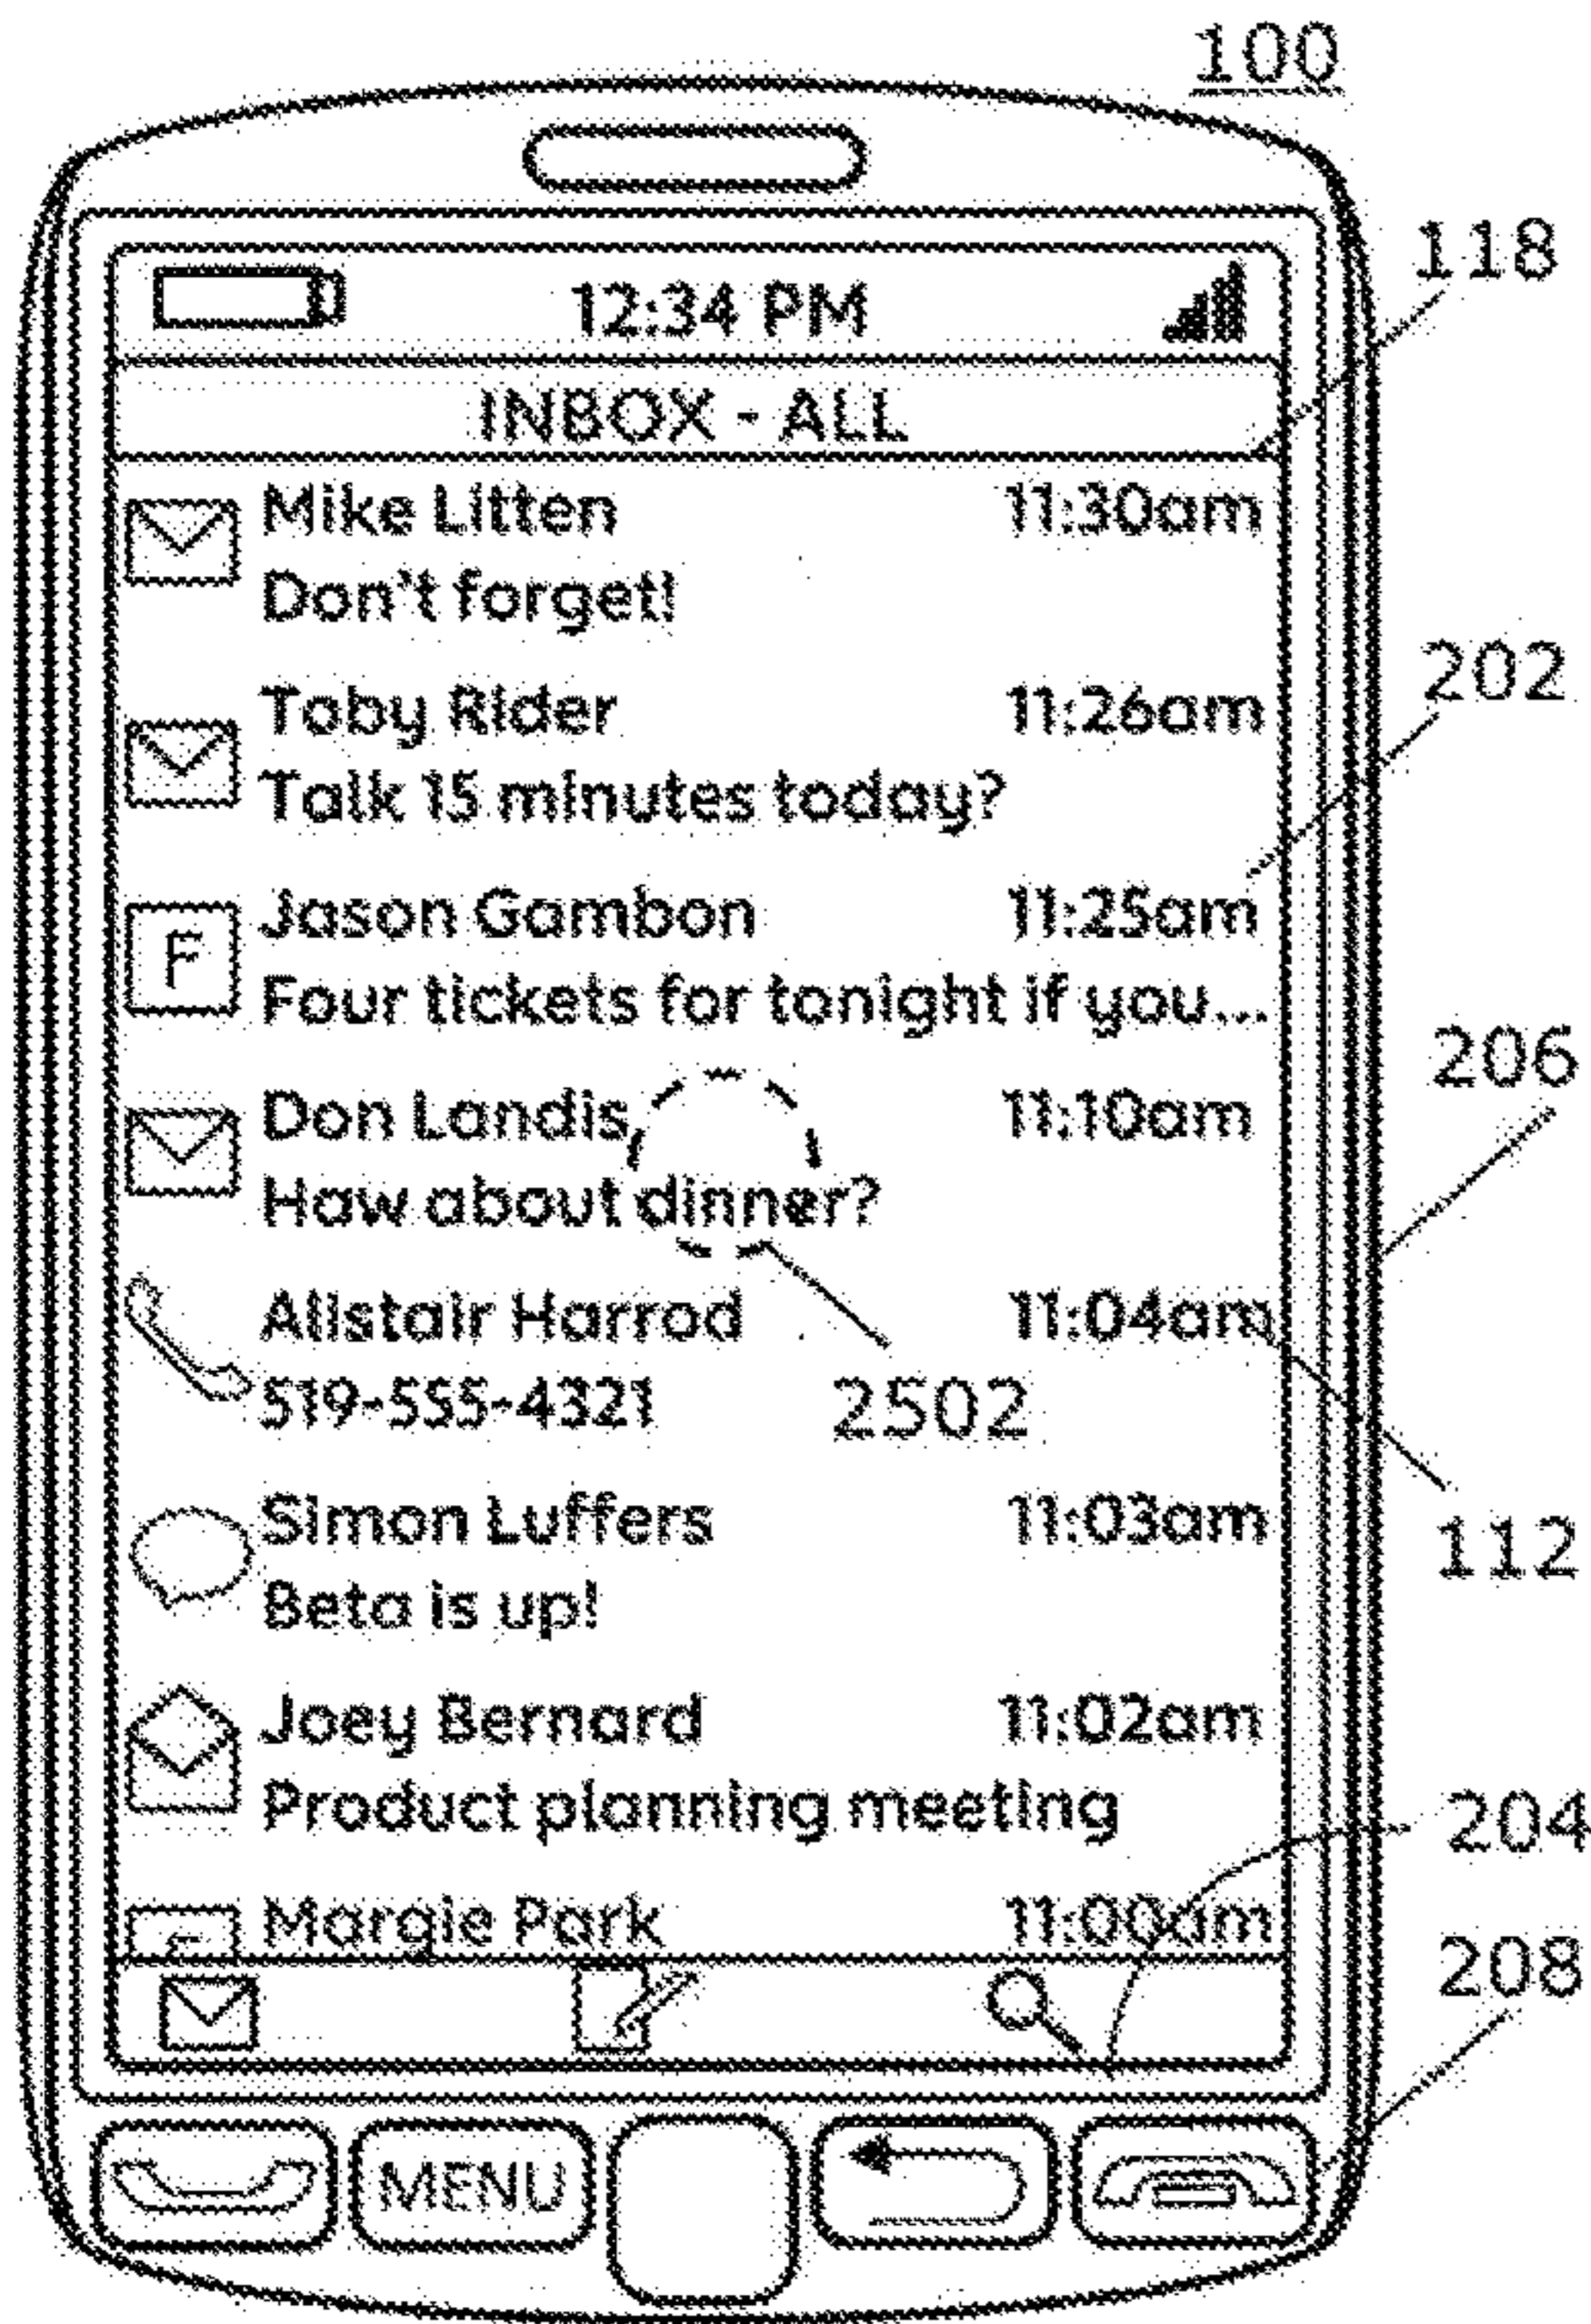 100
118
12:34 PM
INBOX - ALL
Mike Litten 11:30am
Don't forget!
202
Toby Rider 11:26am
Talk 15 minutes today?
Jason Gambon 11:25am
F
Four tickets for tonight if you...
206
Don Landis 11:10am
Haw about dinner?
Alistair Harrod 11:04am
519-555-4321
2502
Simon Luffers 11:03am
112
Beta is up!
Joey Bernard 11:02am
Product planning meeting
204
Margie Park 11:00am
208
MENU